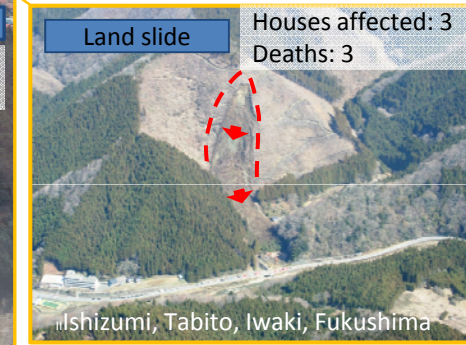 Land slide
Houses affected: 3
Deaths: 3
Ishizumi, Tabito, Iwaki, Fukushima